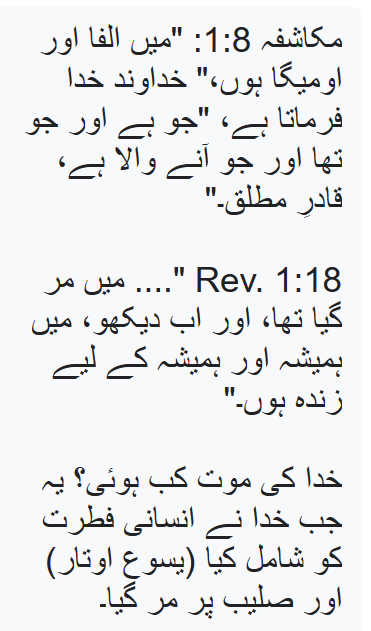 مکاشفہ 1:8: "میں الفا اور
اومیگا ہوں،" خداوند خدا
فرماتا ہے، "جو ہے اور جو
تھا اور جو آنے والا ہے،
قادرِ مطلق۔"
Rev. 1:18 ".... میں مر
گیا تھا، اور اب دیکھو، میں
ہمیشہ اور ہمیشہ کے لیے
زندہ ہوں۔"
خدا کی موت کب ہوئی؟ یہ
جب خدا نے انسانی فطرت
کو شامل کیا (یسوع اوتار)
اور صلیب پر مر گیا۔